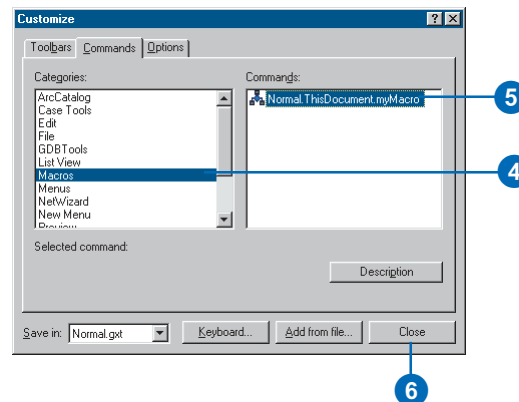 Customize
Toolbars Commands Options
Categories:
Commands:
ArcCatalog
Case Tools
Edit
File
GDBTools
List View
Macros
Menus
NetWizard
New Menu
Preview
Normal.ThisDocument.myMacro
5
4
Selected command:
Description
Save in: Normal.gxt Keyboard... Add from file... Close
6